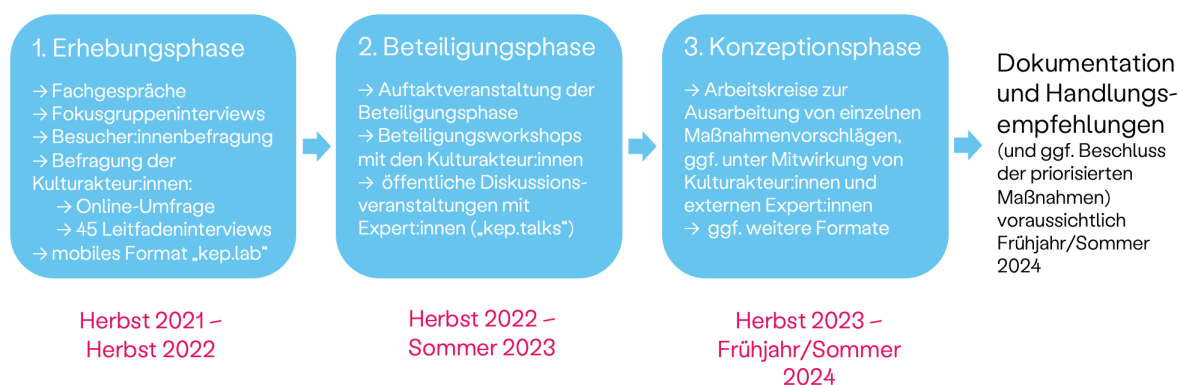 1. Erhebungsphase
→ Fachgespräche
→ Fokusgruppeninterviews
→ Besucher:innenbefragung
→ Befragung der
Kulturakteur:innen:
→ Online-Umfrage
→ 45 Leitfadeninterviews
→ mobiles Format „kep.lab“
Herbst 2021 –
Herbst 2022
2. Beteiligungsphase
→ Auftaktveranstaltung der
Beteiligungsphase
→ Beteiligungsworkshops
mit den Kulturakteur:innen
→ öffentliche Diskussions-
veranstaltungen mit
Expert:innen („kep.talks“)
Herbst 2022 –
Sommer 2023
3. Konzeptionsphase
→ Arbeitskreise zur
Ausarbeitung von einzelnen
Maßnahmenvorschlägen,
ggf. unter Mitwirkung von
Kulturakteur:innen und
externen Expert:innen
→ ggf. weitere Formate
Herbst 2023 –
Frühjahr/Sommer
2024
Dokumentation
und Handlungs-
empfehlungen
(und ggf. Beschluss
der priorisierten
Maßnahmen)
voraussichtlich
Frühjahr/Sommer
2024